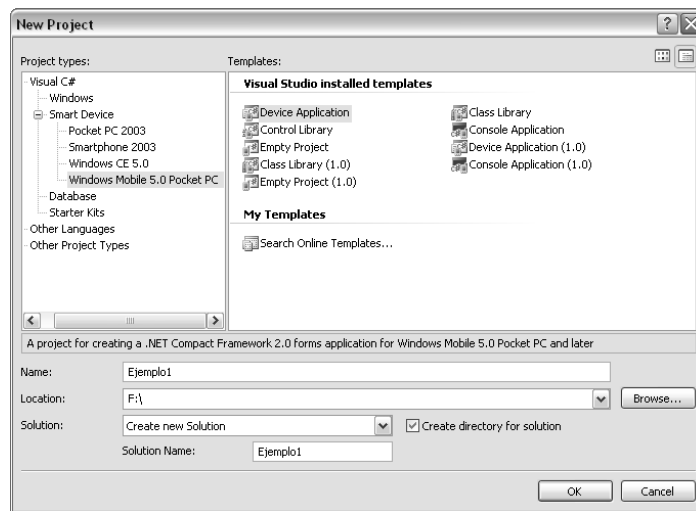 New Project
Project types:
Templates:
Visual C#
Windows
Smart Device
Pocket PC 2003
Smartphone 2003
Windows CE 5.0
Windows Mobile 5.0 Pocket PC
Database
Starter Kits
Other Languages
Other Project Types
Visual Studio installed templates
Device Application
Class Library
Control Library
Console Application
Empty Project
Device Application (1.0)
Class Library (1.0)
Console Application (1.0)
Empty Project (1.0)
My Templates
Search Online Templates...
A project for creating a .NET Compact Framework 2.0 forms application for Windows Mobile 5.0 Pocket PC and later
Name: Ejemplo1
Location: F:\ Browse...
Solution: Create new Solution Create directory for solution
Solution Name: Ejemplo1
OK Cancel